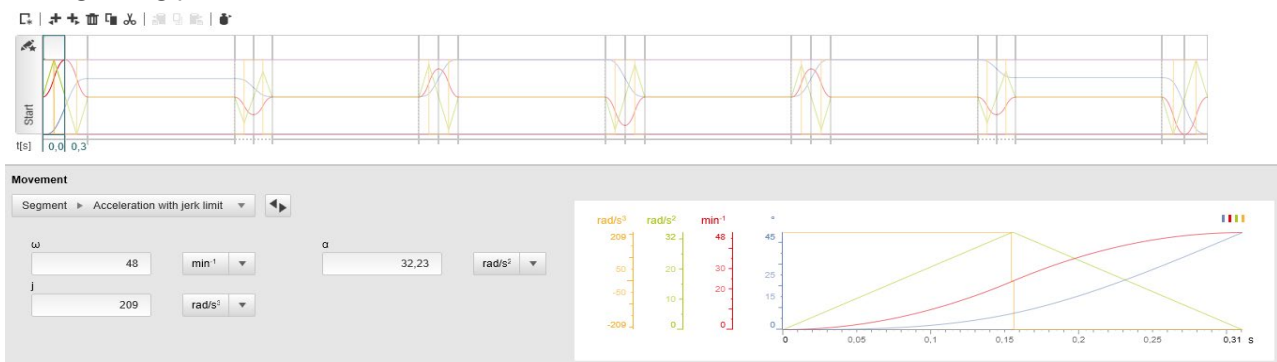 Start
t[s] 0,0 0,3
Movement
Segment ▶ Acceleration with jerk limit
ω
48 min⁻¹
α
32,23 rad/s²
j
209 rad/s³
rad/s³ rad/s² min⁻¹ °
209 32 48 45
50 20 30 25
-50 10 20 15
-209 0 0 0
0 0,05 0,1 0,15 0,2 0,25 0,31 s